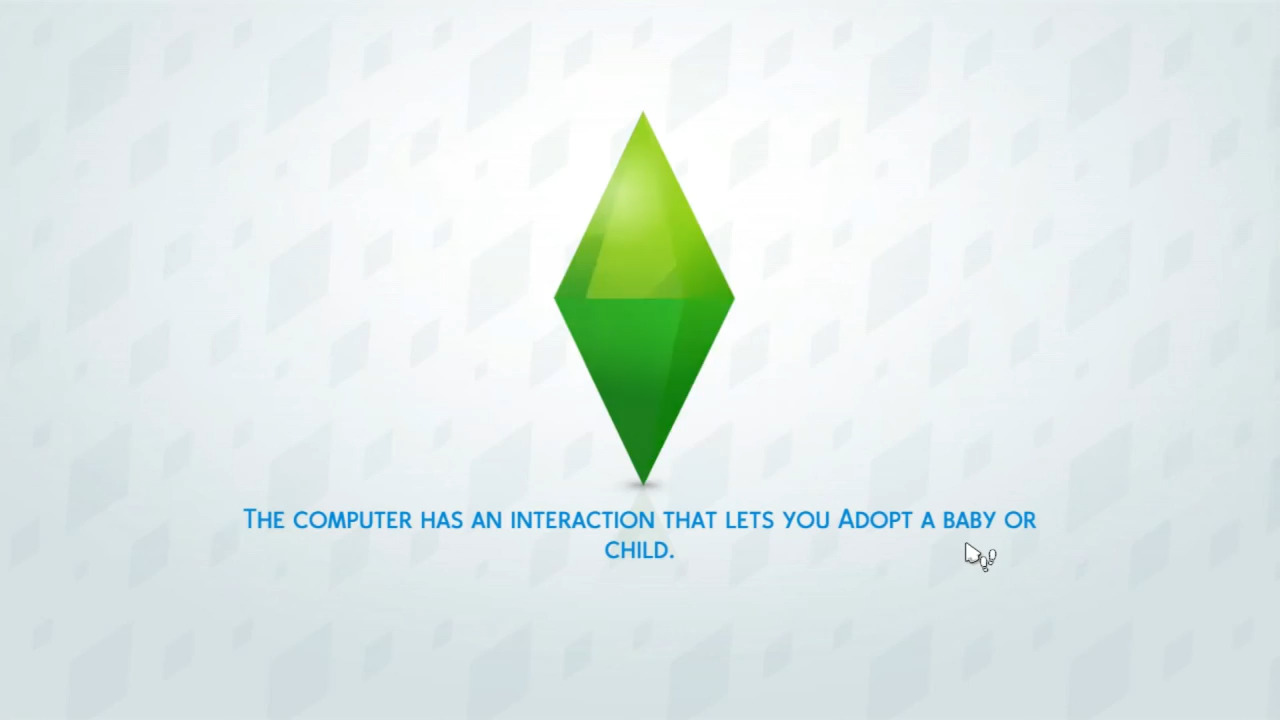 The computer has an interaction that lets you Adopt a baby or
child.